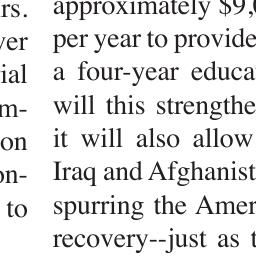 rs.
ver
ial
m-
on
on-
to
approximately $9,0
per year to provide
a four-year educa
will this strengthe
it will also allow
Iraq and Afghanist
spurring the Amer
recovery--just as t